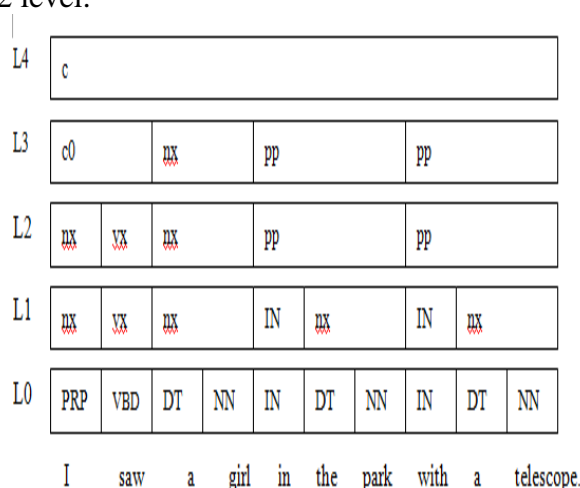 2 level.
L4 c
L3 c0 nx pp pp
L2 nx vx nx pp pp
L1 nx vx nx IN nx IN nx
L0 PRP VBD DT NN IN DT NN IN DT NN
I saw a girl in the park with a telescope.